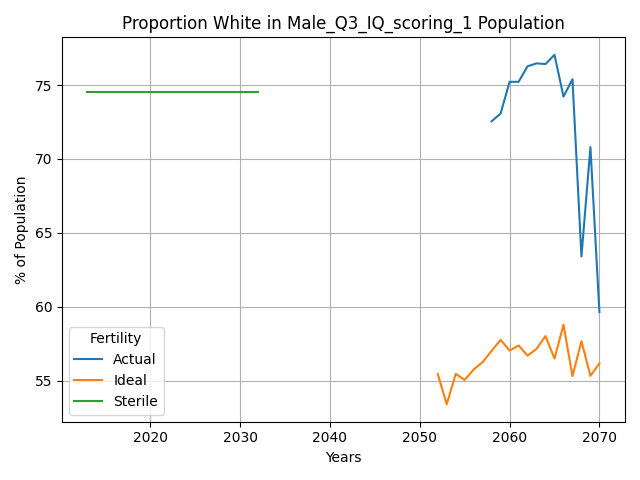 Proportion White in Male_Q3_IQ_scoring_1 Population
% of Population
75
70
65
60
55
Fertility
Actual
Ideal
Sterile
2020 2030 2040 2050 2060 2070
Years